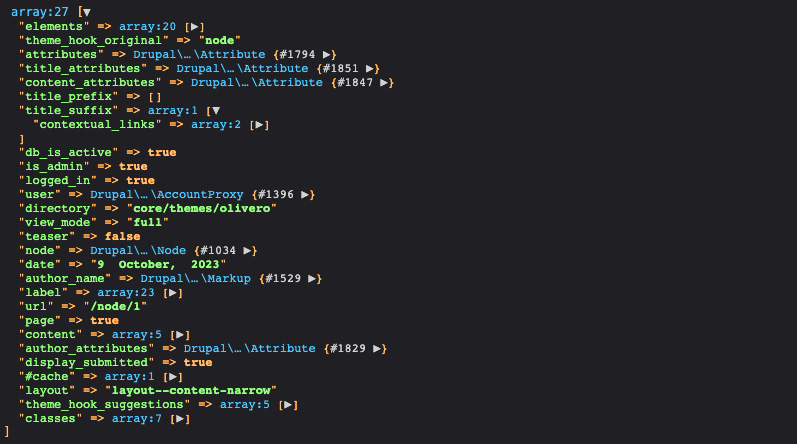 array:27 [▼
"elements" => array:20 [▶]
"theme_hook_original" => "node"
"attributes" => Drupal\…\Attribute {#1794 ▶}
"title_attributes" => Drupal\…\Attribute {#1851 ▶}
"content_attributes" => Drupal\…\Attribute {#1847 ▶}
"title_prefix" => []
"title_suffix" => array:1 [▼
"contextual_links" => array:2 [▶]
]
"db_is_active" => true
"is_admin" => true
"logged_in" => true
"user" => Drupal\…\AccountProxy {#1396 ▶}
"directory" => "core/themes/olivero"
"view_mode" => "full"
"teaser" => false
"node" => Drupal\…\Node {#1034 ▶}
"date" => "9 October, 2023"
"author_name" => Drupal\…\Markup {#1529 ▶}
"label" => array:23 [▶]
"url" => "/node/1"
"page" => true
"content" => array:5 [▶]
"author_attributes" => Drupal\…\Attribute {#1829 ▶}
"display_submitted" => true
"#cache" => array:1 [▶]
"layout" => "layout--content-narrow"
"theme_hook_suggestions" => array:5 [▶]
"classes" => array:7 [▶]
]